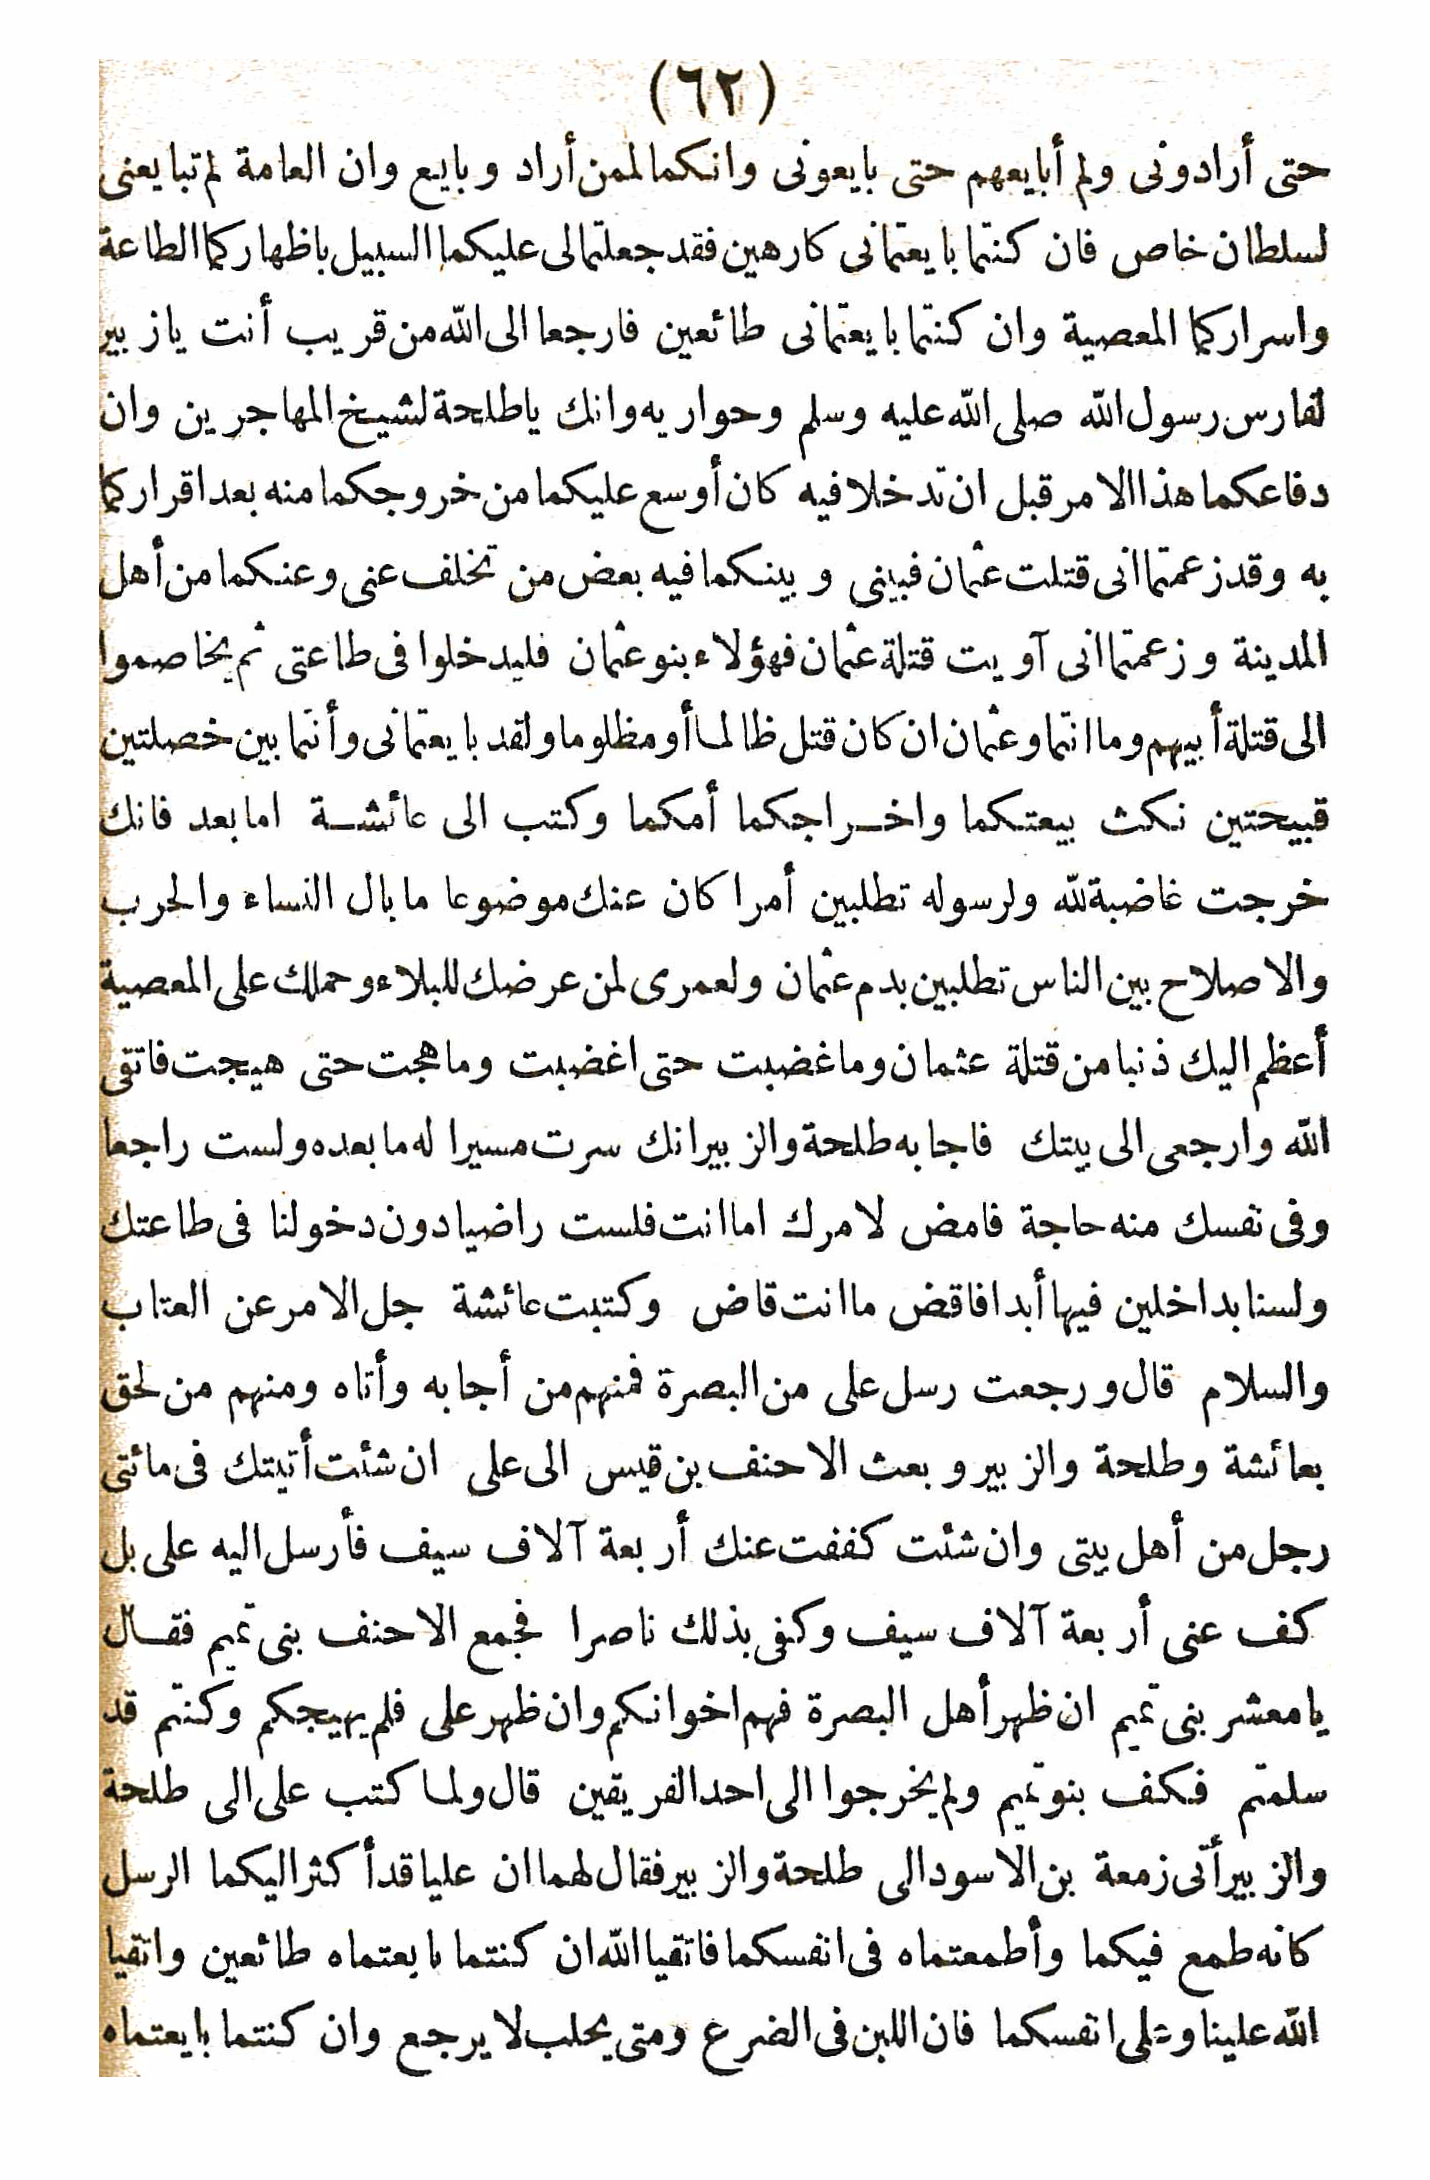 (٦٢)
حتى أرادونى ولم أبايعهم حتى بايعونى وانكما لممن أراد وبايع وان العامة لم تبايعنى
لسلطان خاص فان كنتما بايعتمانى كارهين فقد جعلتما لى عليكما السبيل باظهاركما الطاعة
واسراركما المعصية وان كنتما بايعتمانى طائعين فارجعا الى الله من قريب أنت يازبير
لفارس رسول الله صلى الله عليه وسلم وحواريه وانك ياطلحة لشيخ المهاجرين وان
دفاعكما هذا الامر قبل ان تدخلا فيه كان أوسع عليكما من خروجكما منه بعد اقراركما
به وقد زعمتما انى قتلت عثمان فبينى وبينكما فيه بعض من تخلف عنى وعنكما من أهل
المدينة وزعمتما انى آويت قتلة عثمان فهؤلاء بنو عثمان فليدخلوا فى طاعتى ثم يخاصموا
الى قتلة أبيهم وما انتما وعثمان ان كان قتل ظالما أو مظلوما ولقد بايعتمانى وأنتما بين خصلتين
قبيحتين نكث بيعتكما واخراجكما أمكما وكتب الى عائشة امابعد فانك
خرجت غاضبة لله ولرسوله تطلبين أمرا كان عنك موضوعا مابال النساء والحرب
والاصلاح بين الناس تطلبين بدم عثمان ولعمرى لمن عرضك للبلاء وحملك على المعصية
أعظم اليك ذنبا من قتلة عثمان وما غضبت حتى اغضبت وما هجت حتى هيجت فاتقى
الله وارجعى الى بيتك فاجابه طلحة والزبير انك سرت مسيرا له ما بعده ولست راجعا
وفى نفسك منه حاجة فامض لامرك اما انت فلست راضيا دون دخولنا فى طاعتك
ولسنا بداخلين فيها أبدا فاقض ما انت قاض وكتبت عائشة جل الامر عن العتاب
والسلام قال ورجعت رسل على من البصرة فمنهم من أجابه وأتاه ومنهم من لحق
بعائشة وطلحة والزبير وبعث الاحنف بن قيس الى على ان شئت أتيتك فى مائتى
رجل من أهل بيتى وان شئت كففت عنك أربعة آلاف سيف فأرسل اليه على بل
كف عنى أربعة آلاف سيف وكفى بذلك ناصرا فجمع الاحنف بنى تميم فقال
يامعشر بنى تميم ان ظهر أهل البصرة فهم اخوانكم وان ظهر على فلم يهيجكم وكنتم قد
سلمتم فكف بنو تميم ولم يخرجوا الى احد الفريقين قال ولما كتب على الى طلحة
والزبير أتى زمعة بن الاسود الى طلحة والزبير فقال لهما ان عليا قد أكثر اليكما الرسل
كانه طمع فيكما وأطمعتماه فى انفسكما فاتقيا الله ان كنتما بايعتماه طائعين واتقيا
الله علينا وعلى انفسكما فان اللبن فى الضرع ومتى يحلب لا يرجع وان كنتما بايعتماه